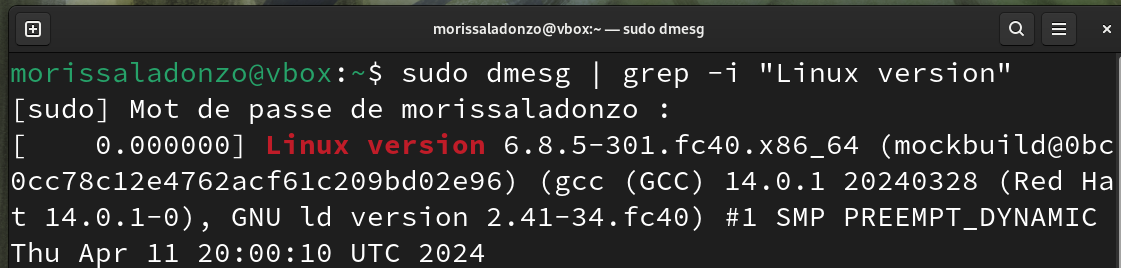 morissaladonzo@vbox:~ — sudo dmesg
morissaladonzo@vbox:~$ sudo dmesg | grep -i "Linux version"
[sudo] Mot de passe de morissaladonzo :
[    0.000000] Linux version 6.8.5-301.fc40.x86_64 (mockbuild@0bc
0cc78c12e4762acf61c209bd02e96) (gcc (GCC) 14.0.1 20240328 (Red Ha
t 14.0.1-0), GNU ld version 2.41-34.fc40) #1 SMP PREEMPT_DYNAMIC
Thu Apr 11 20:00:10 UTC 2024